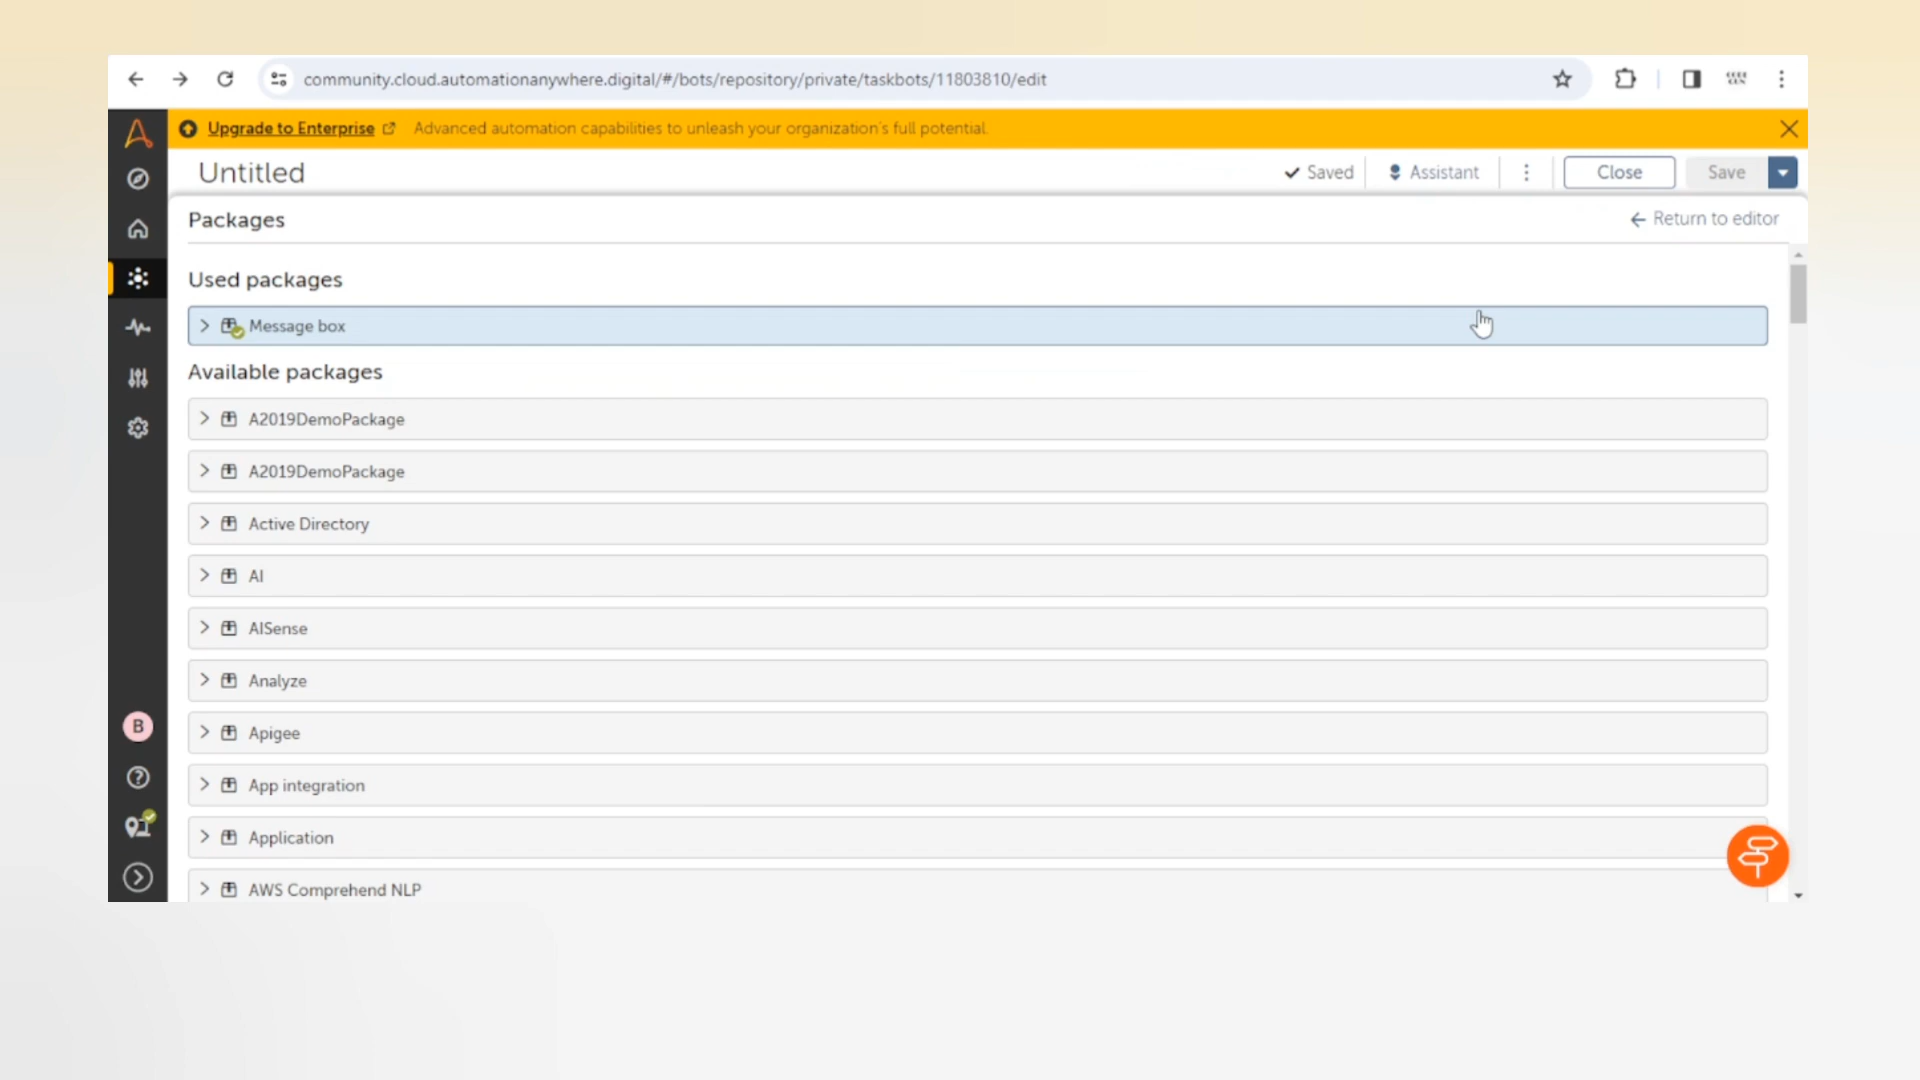 community.cloud.automationanywhere.digital/#/bots/repository/private/taskbots/11803810/edit
Upgrade to Enterprise Advanced automation capabilities to unleash your organization's full potential.
Untitled
Saved
Assistant
Close
Save
Packages
Return to editor
Used packages
Message box
Available packages
A2019DemoPackage
A2019DemoPackage
Active Directory
AI
AISense
Analyze
Apigee
App integration
Application
AWS Comprehend NLP
B